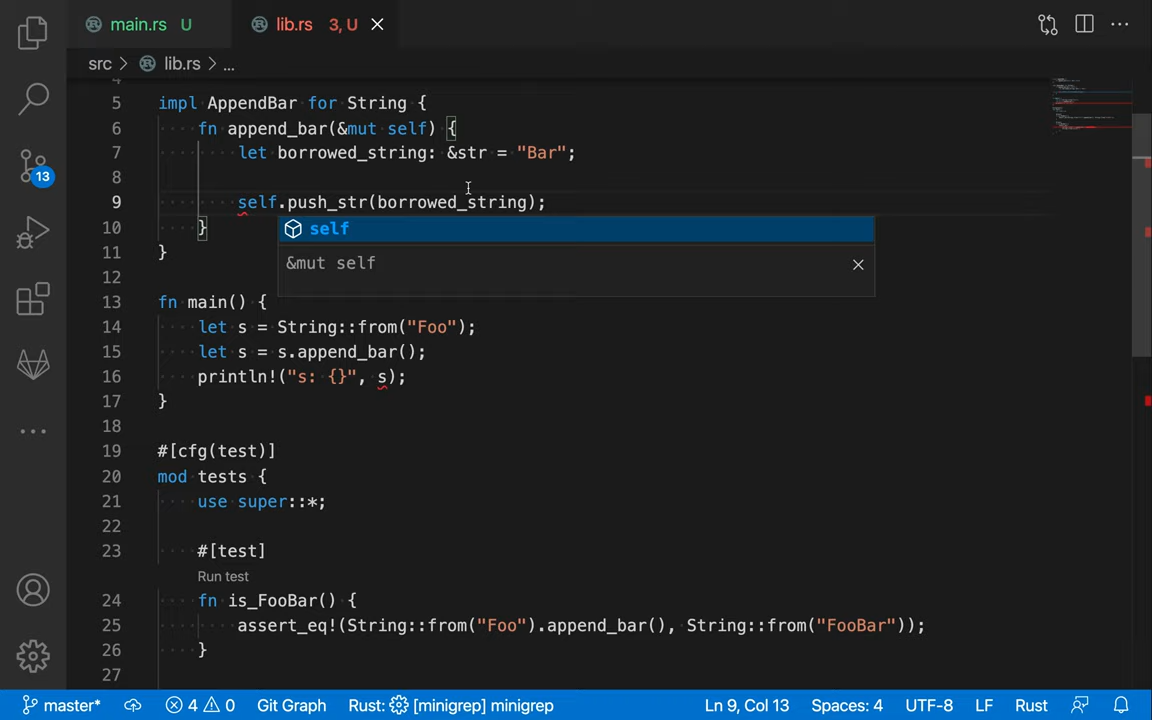 main.rs U lib.rs 3, U
src > lib.rs > ...
4
5 impl AppendBar for String {
6 fn append_bar(&mut self) {
7 let borrowed_string: &str = "Bar";
8
9 self.push_str(borrowed_string);
10 }
self
11 }
&mut self
12
13 fn main() {
14 let s = String::from("Foo");
15 let s = s.append_bar();
16 println!("s: {}", s);
17 }
18
19 #[cfg(test)]
20 mod tests {
21 use super::*;
22
23 #[test]
Run test
24 fn is_FooBar() {
25 assert_eq!(String::from("Foo").append_bar(), String::from("FooBar"));
26 }
27
13
master* 4 0 Git Graph Rust: [minigrep] minigrep Ln 9, Col 13 Spaces: 4 UTF-8 LF Rust